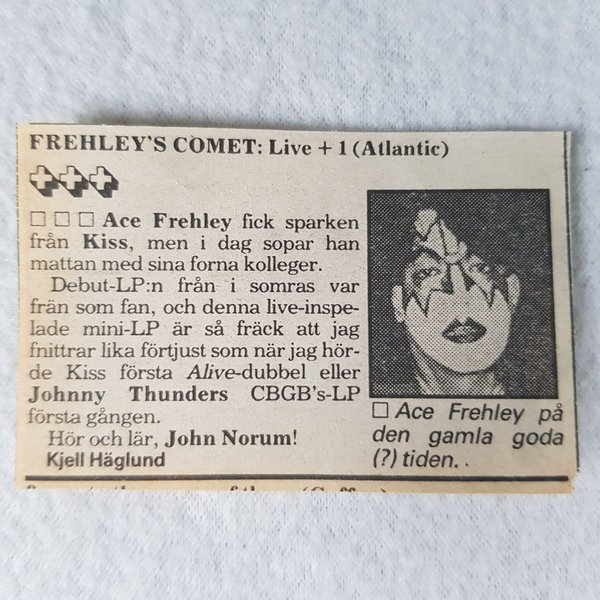 FREHLEY'S COMET: Live + 1 (Atlantic)
□ □ □ Ace Frehley fick sparken
från Kiss, men i dag sopar han
mattan med sina forna kolleger.
Debut-LP:n från i somras var
frän som fan, och denna live-inspe-
lade mini-LP är så fräck att jag
fnittrar lika förtjust som när jag hör-
de Kiss första Alive-dubbel eller
Johnny Thunders CBGB's-LP
första gången.
Hör och lär, John Norum!
Kjell Häglund
□ Ace Frehley på
den gamla goda
(?) tiden.